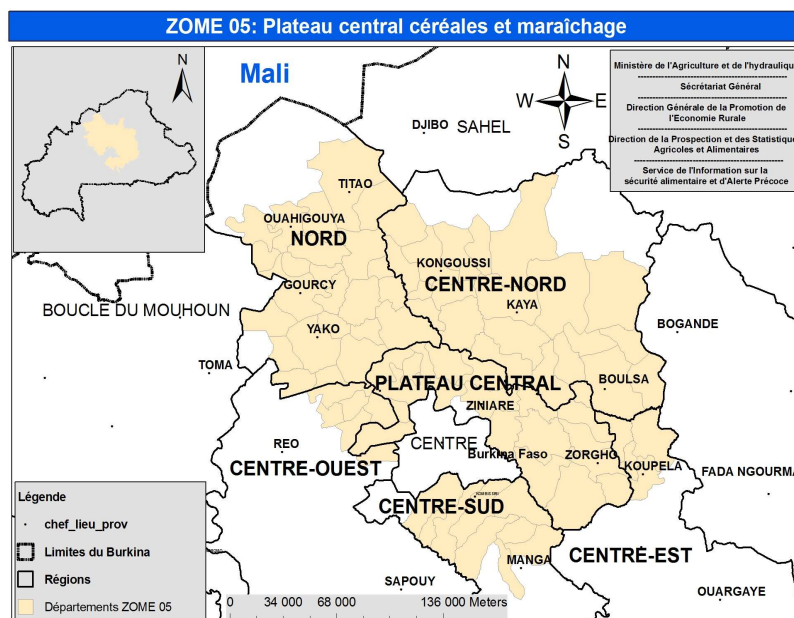 ZOME 05: Plateau central céréales et maraîchage
Mali
N
N
W
E
S
Ministère de l'Agriculture et de l'hydraulique
Sécrétariat Général
Direction Générale de la Promotion de
l'Economie Rurale
Direction de la Prospection et des Statistique
Agricoles et Alimentaires
Service de l'Information sur la
sécurité alimentaire et d'Alerte Précoce
DJIBO
SAHEL
TITAO
OUAHIGOUYA
NORD
KONGOUSSI
CENTRE-NORD
GOURCY
KAYA
BOUCLE DU MOUHOUN
YAKO
BOGANDE
TOMA
PLATEAU CENTRAL
BOULSA
ZINIARE
REO
CENTRE
Burkina Faso
ZORGHO
CENTRE-OUEST
KOUPELA
FADA NGOURMA
CENTRE-SUD
MANGA
CENTRE-EST
SAPOUY
OUARGAYE
Légende
chef_lieu_prov
Limites du Burkina
Régions
Départements ZOME 05
0 34 000 68 000 136 000 Meters